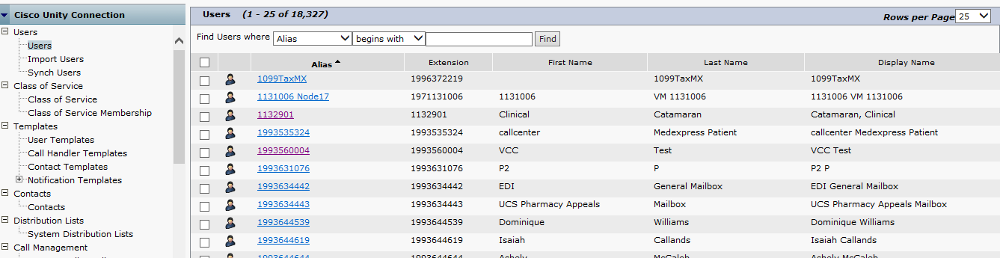 Cisco Unity Connection
Users
Users
Import Users
Synch Users
Class of Service
Class of Service
Class of Service Membership
Templates
User Templates
Call Handler Templates
Contact Templates
Notification Templates
Contacts
Contacts
Distribution Lists
System Distribution Lists
Call Management
Users (1 - 25 of 18,327)
Rows per Page 25
Find Users where Alias begins with Find
Alias Extension First Name Last Name Display Name
1099TaxMX 1996372219 1099TaxMX 1099TaxMX
1131006 Node17 1971131006 1131006 VM 1131006 1131006 VM 1131006
1132901 1132901 Clinical Catamaran Catamaran, Clinical
1993535324 1993535324 callcenter Medexpress Patient callcenter Medexpress Patient
1993560004 1993560004 VCC Test VCC Test
1993631076 1993631076 P2 P P2 P
1993634442 1993634442 EDI General Mailbox EDI General Mailbox
1993634443 1993634443 UCS Pharmacy Appeals Mailbox UCS Pharmacy Appeals Mailbox
1993644539 1993644539 Dominique Williams Dominique Williams
1993644619 1993644619 Isaiah Callands Isaiah Callands